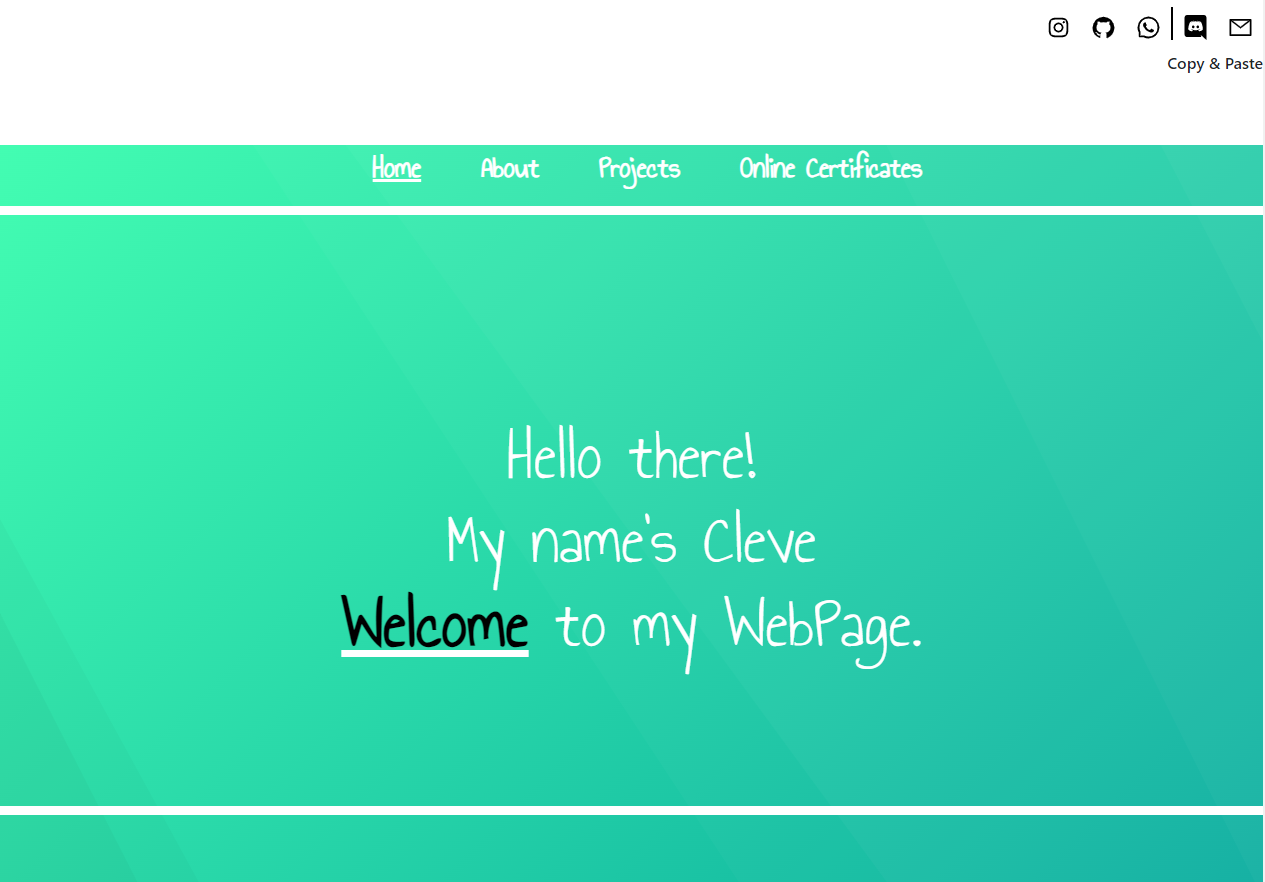 Copy & Paste
Home About Projects Online Certificates
Hello there!
My name's Cleve
Welcome to my WebPage.